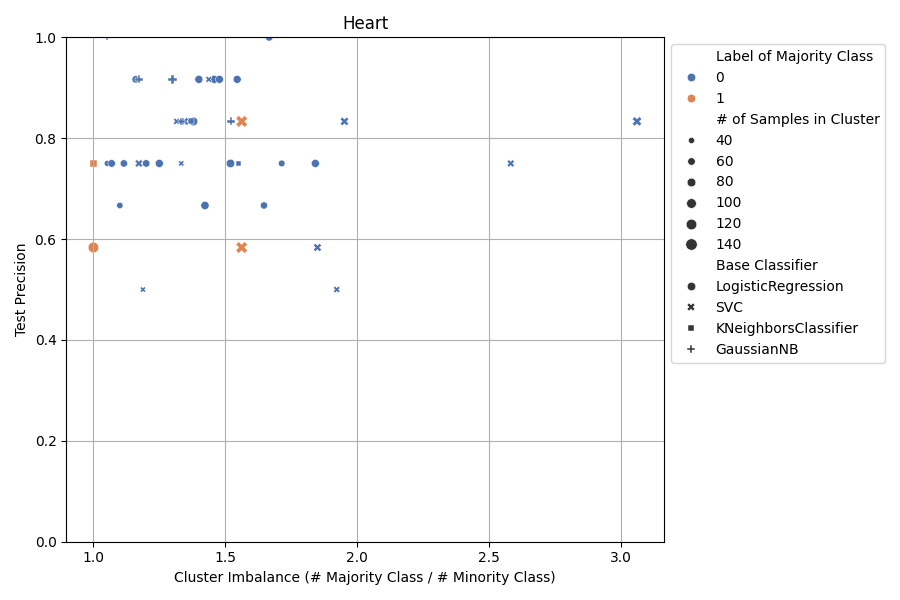 Heart
1.0
0.8
0.6
0.4
0.2
0.0
Test Precision
1.0
1.5
2.0
2.5
3.0
Cluster Imbalance (# Majority Class / # Minority Class)
Label of Majority Class
0
1
# of Samples in Cluster
40
60
80
100
120
140
Base Classifier
LogisticRegression
SVC
KNeighborsClassifier
GaussianNB